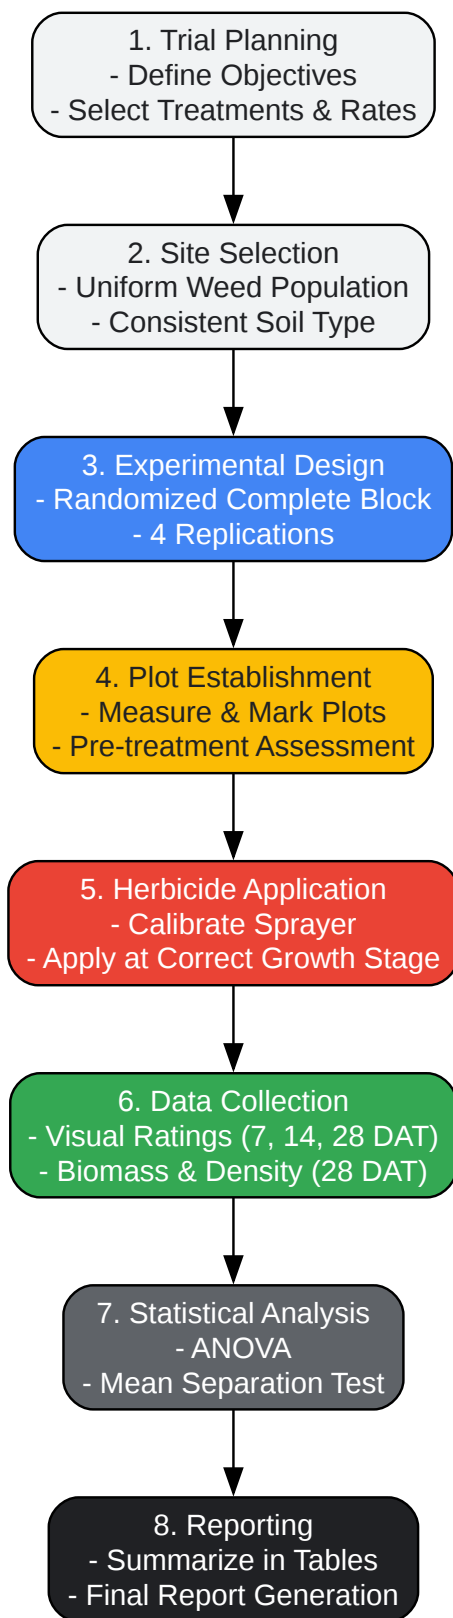 1. Trial Planning
- Define Objectives
- Select Treatments & Rates
2. Site Selection
- Uniform Weed Population
- Consistent Soil Type
3. Experimental Design
- Randomized Complete Block
- 4 Replications
4. Plot Establishment
- Measure & Mark Plots
- Pre-treatment Assessment
5. Herbicide Application
- Calibrate Sprayer
- Apply at Correct Growth Stage
6. Data Collection
- Visual Ratings (7, 14, 28 DAT)
- Biomass & Density (28 DAT)
7. Statistical Analysis
- ANOVA
- Mean Separation Test
8. Reporting
- Summarize in Tables
- Final Report Generation